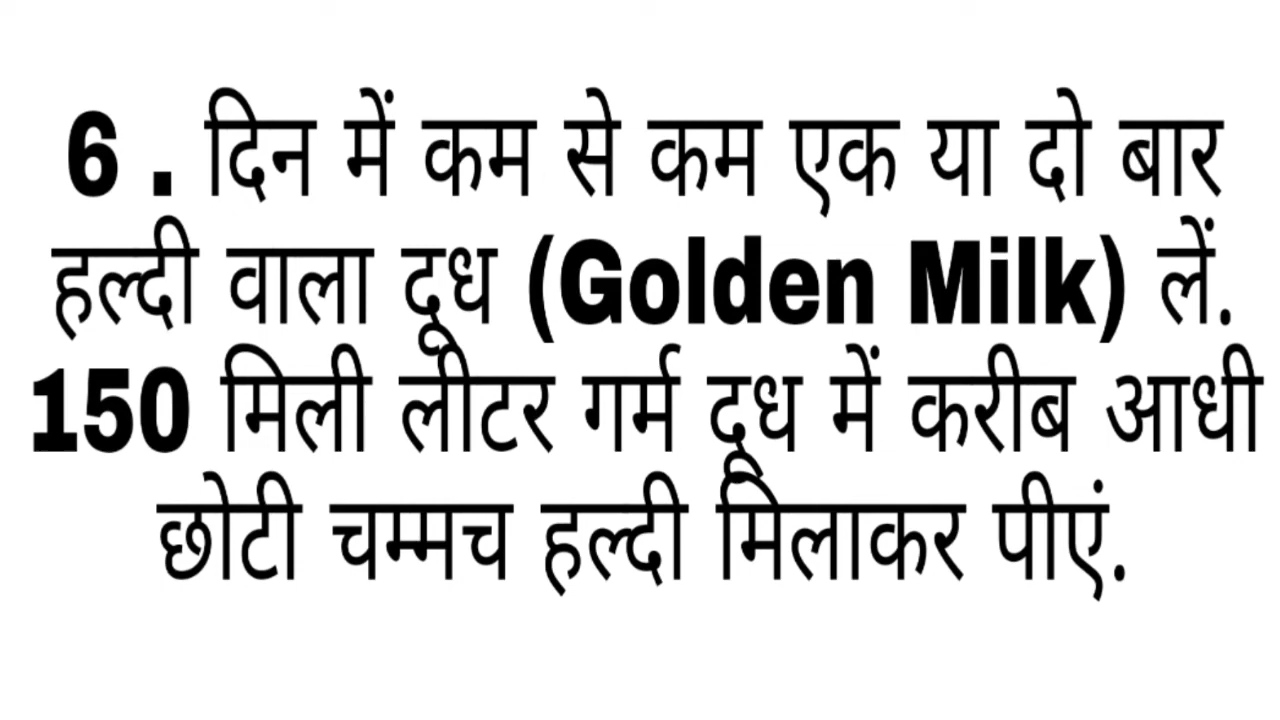 6 . दिन में कम से कम एक या दो बार
हल्दी वाला दूध (Golden Milk) लें.
150 मिली लीटर गर्म दूध में करीब आधी
छोटी चम्मच हल्दी मिलाकर पीएं.